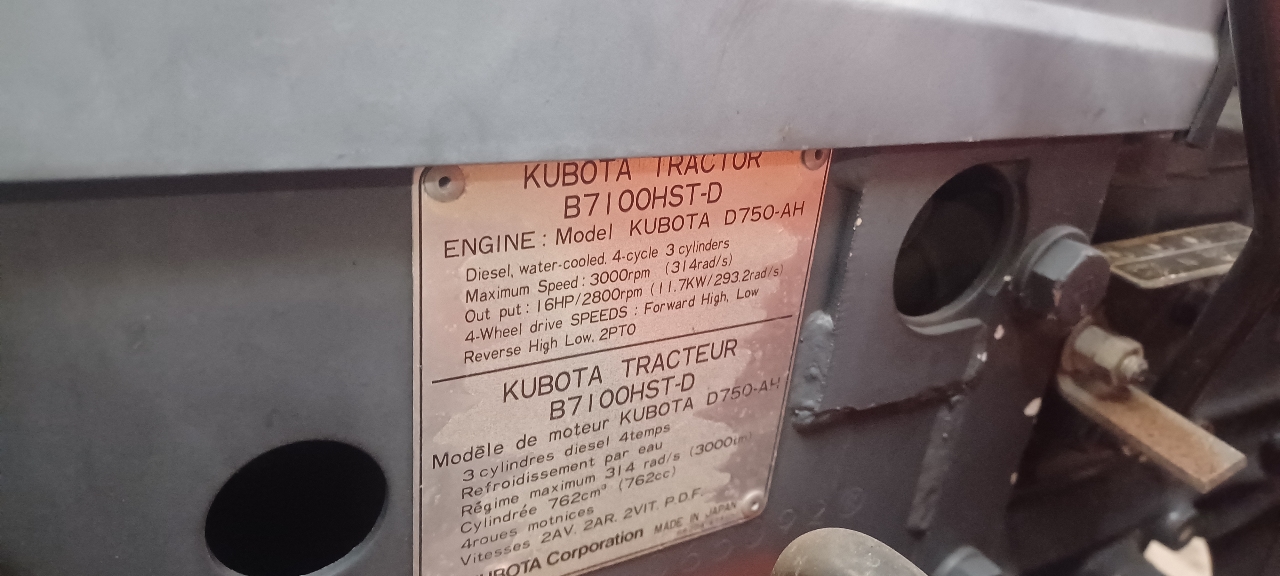 KUBOTA TRACTOR
B7100HST-D
ENGINE : Model KUBOTA D750-AH
Diesel, water-cooled, 4-cycle 3 cylinders
Maximum Speed : 3000rpm (314rad/s)
Out put : 16HP/2800rpm (11.7KW/293.2rad/s)
4-Wheel drive SPEEDS : Forward High, Low
Reverse High Low, 2PTO
KUBOTA TRACTEUR
B7100HST-D
Modèle de moteur KUBOTA D750-AH
3 cylindres diesel 4temps
Refroidissement par eau
Régime maximum 314 rad/s (3000tm)
Cylindrée 762cm³ (762cc)
4roues motnices
Vitesses 2AV. 2AR. 2VIT. P.D.F.
KUBOTA Corporation MADE IN JAPAN